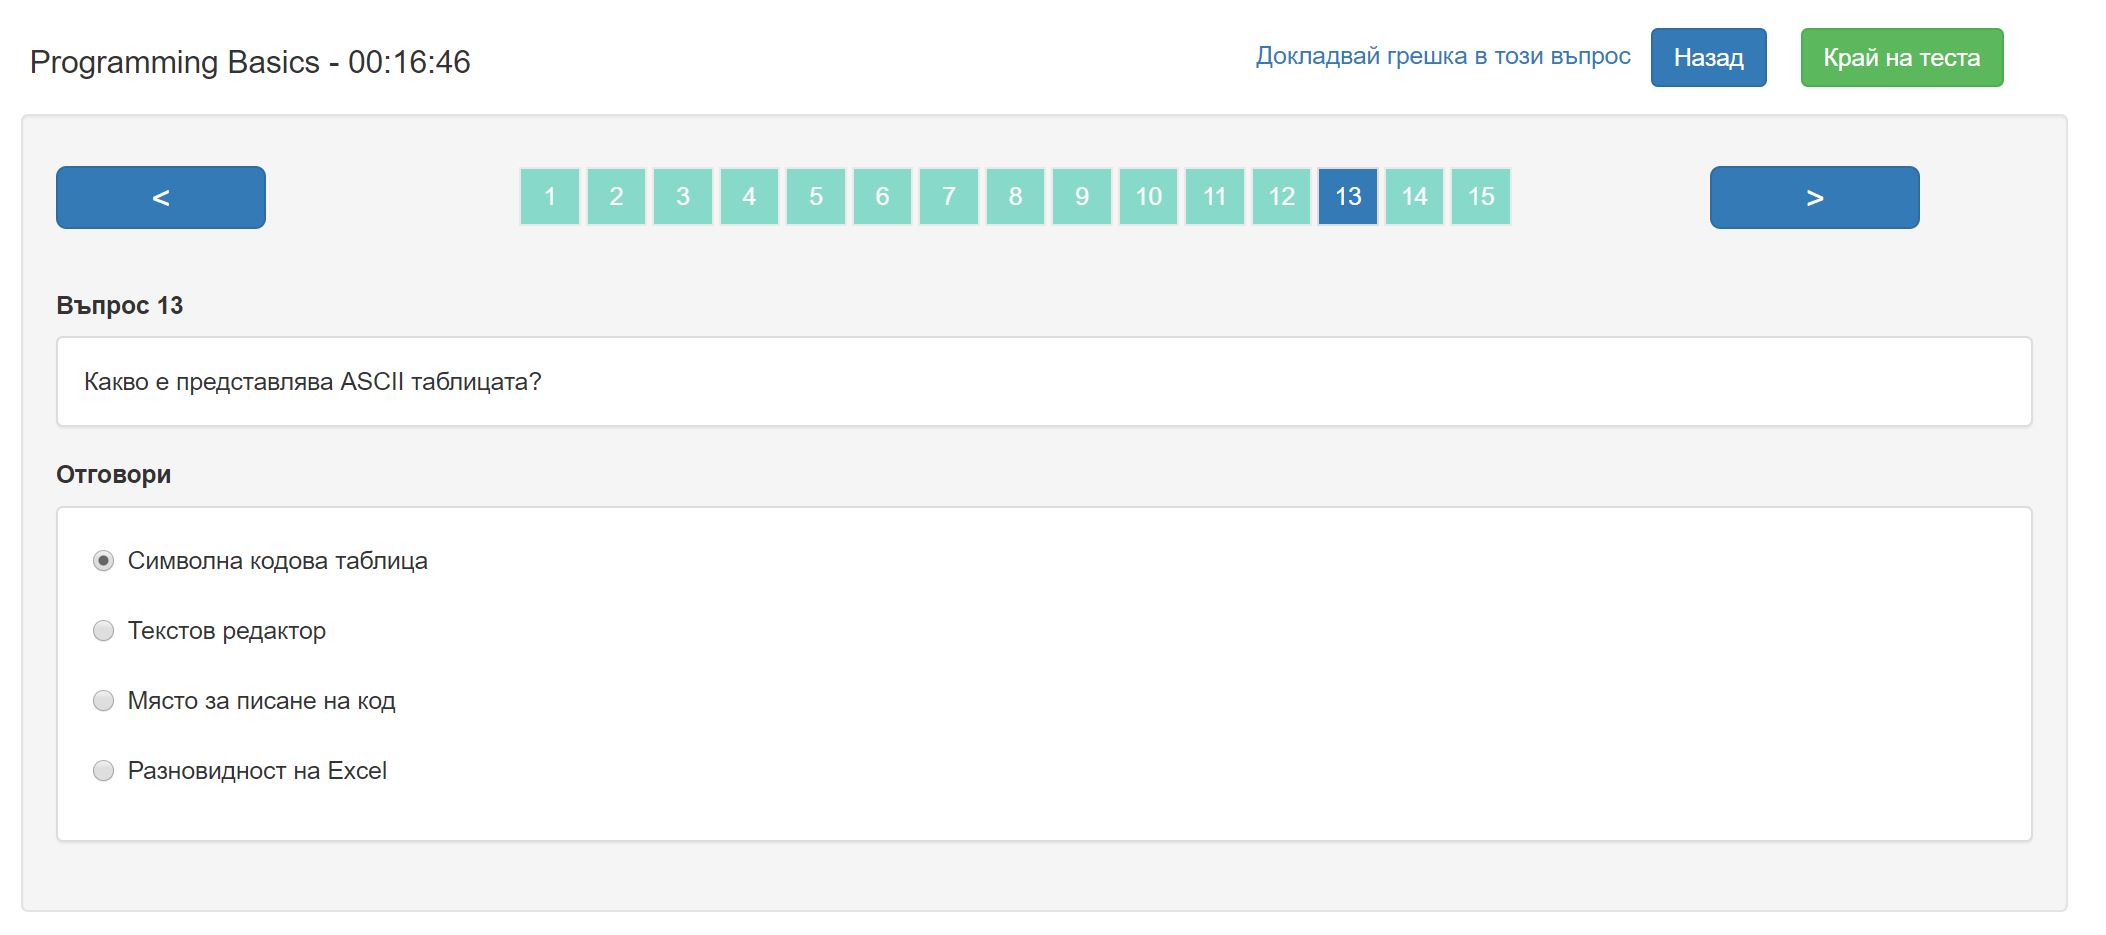 Programming Basics - 00:16:46
Докладвай грешка в този въпрос
Назад
Край на теста
<
1 2 3 4 5 6 7 8 9 10 11 12 13 14 15
>
Въпрос 13
Какво е представлява ASCII таблицата?
Отговори
Символна кодова таблица
Текстов редактор
Място за писане на код
Разновидност на Excel